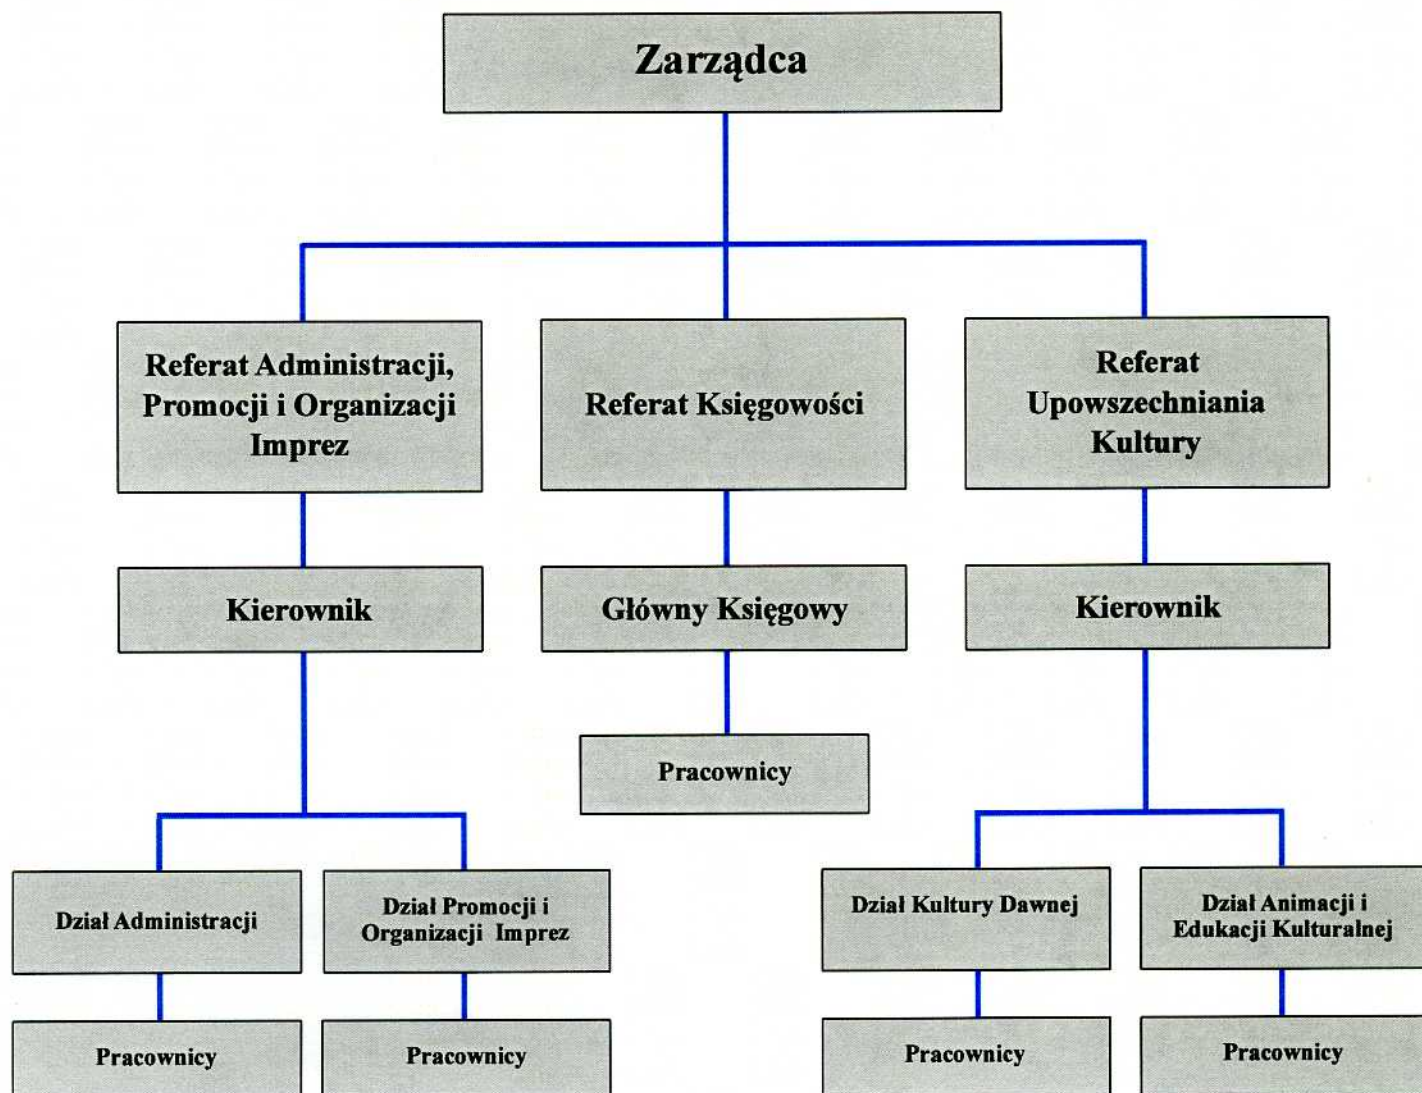 Zarządca
Referat Administracji,
Promocji i Organizacji
Imprez
Referat Księgowości
Referat
Upowszechniania
Kultury
Kierownik
Główny Księgowy
Kierownik
Pracownicy
Dział Administracji
Dział Promocji i
Organizacji Imprez
Dział Kultury Dawnej
Dział Animacji i
Edukacji Kulturalnej
Pracownicy
Pracownicy
Pracownicy
Pracownicy